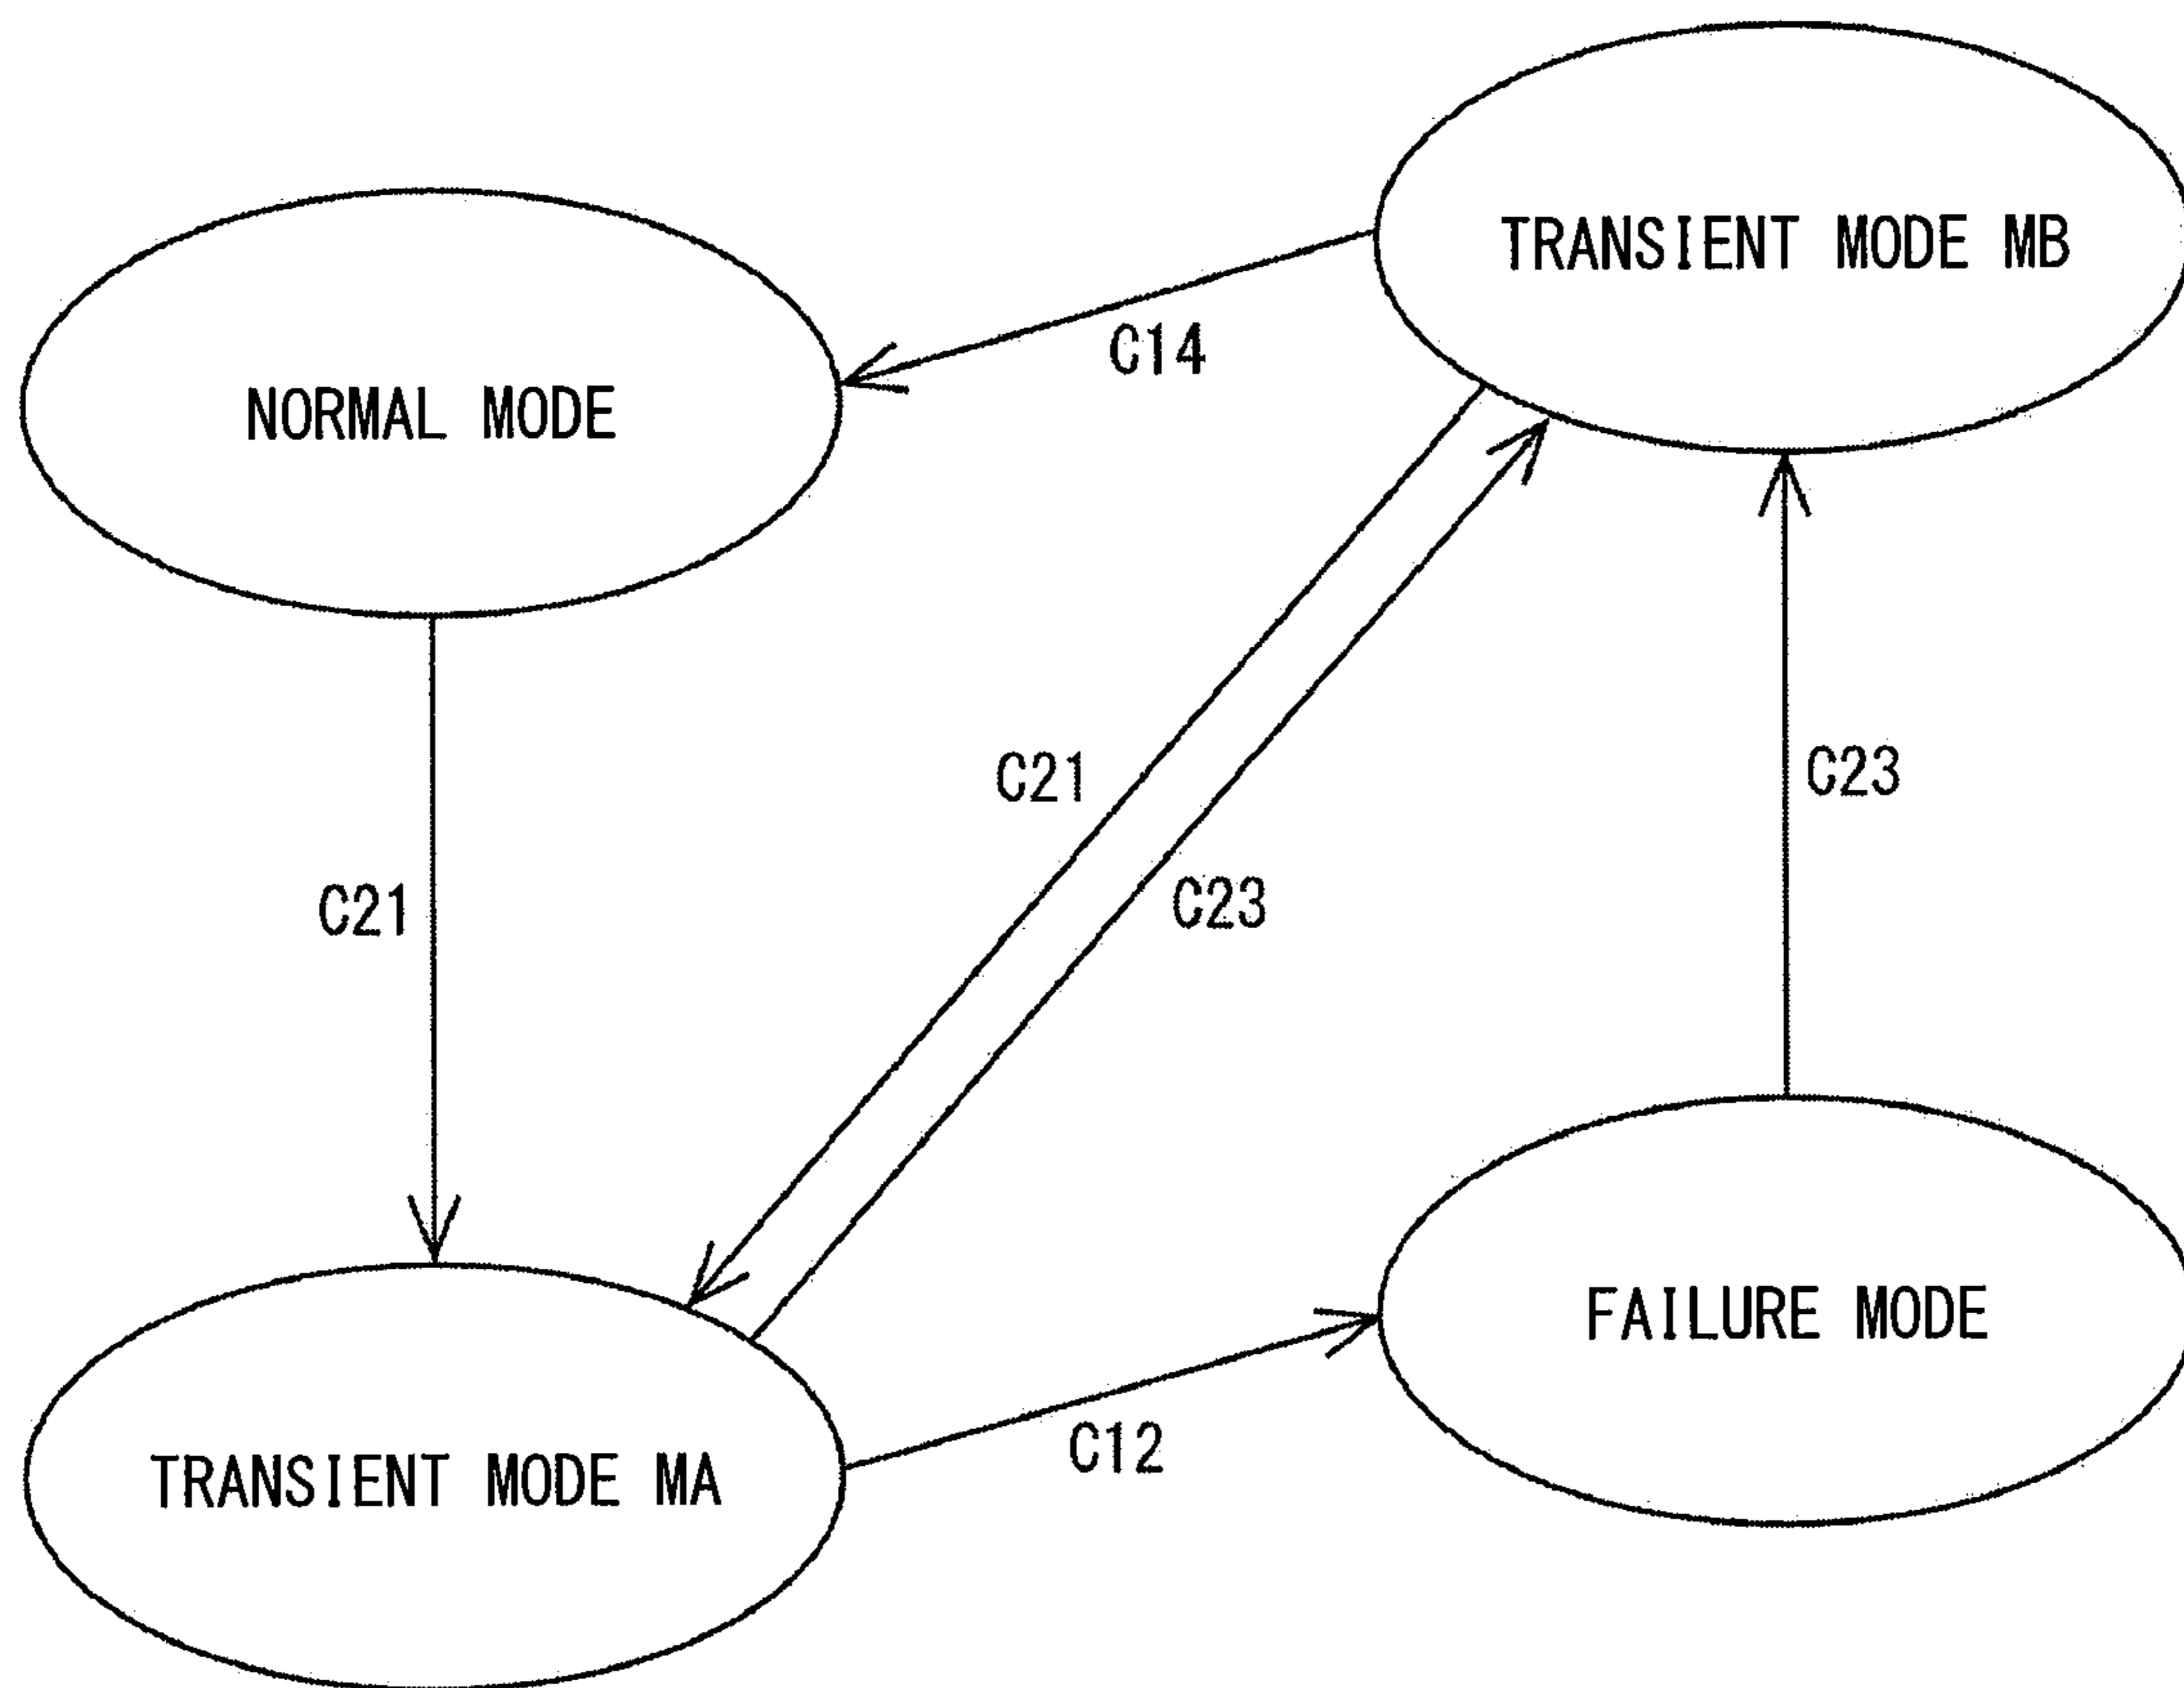 TRANSIENT MODE MB
C14
NORMAL MODE
C21
C23
C21
C23
FAILURE MODE
C12
TRANSIENT MODE MA